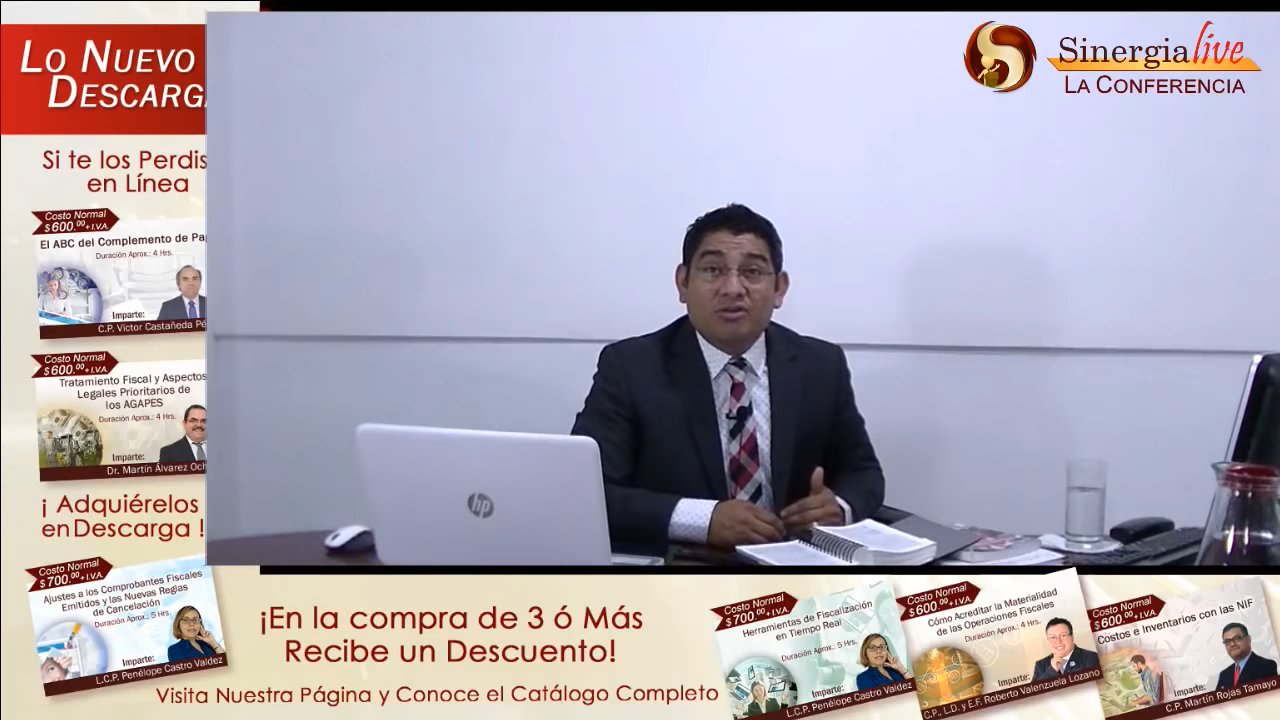 Lo Nuevo
Descarga
Si te los Perdis
en Línea
Costo Normal
$600.00 + I.V.A.
El ABC del Complemento de Pa
Duración Aprox.: 4 Hrs.
Imparte:
C.P. Victor Castañeda Pé
Costo Normal
$600.00 + I.V.A.
Tratamiento Fiscal y Aspectos
Legales Prioritarios de
los AGAPES
Duración Aprox.: 4 Hrs.
Imparte:
Dr. Martín Álvarez Och
¡ Adquiérelos
en Descarga !
Costo Normal
$700.00 + I.V.A.
Ajustes a los Comprobantes Fiscales
Emitidos y las Nuevas Reglas
de Cancelación
Duración Aprox.: 5 Hrs.
Imparte:
L.C.P. Penélope Castro Valdez
Sinergia live
La Conferencia
hp
¡En la compra de 3 ó Más
Recibe un Descuento!
Visita Nuestra Página y Conoce el Catálogo Completo
Costo Normal
$700.00 + I.V.A.
Herramientas de Fiscalización
en Tiempo Real
Duración Aprox.: 5 Hrs.
Imparte:
L.C.P. Penélope Castro Valdez
Costo Normal
$600.00 + I.V.A.
Cómo Acreditar la Materialidad
de las Operaciones Fiscales
Duración Aprox.: 4 Hrs.
Imparte:
C.P., L.D. y E.F. Roberto Valenzuela Lozano
Costo Normal
$600.00 + I.V.A.
Costos e Inventarios con las NIF
Imparte:
C.P. Martín Rojas Tamayo